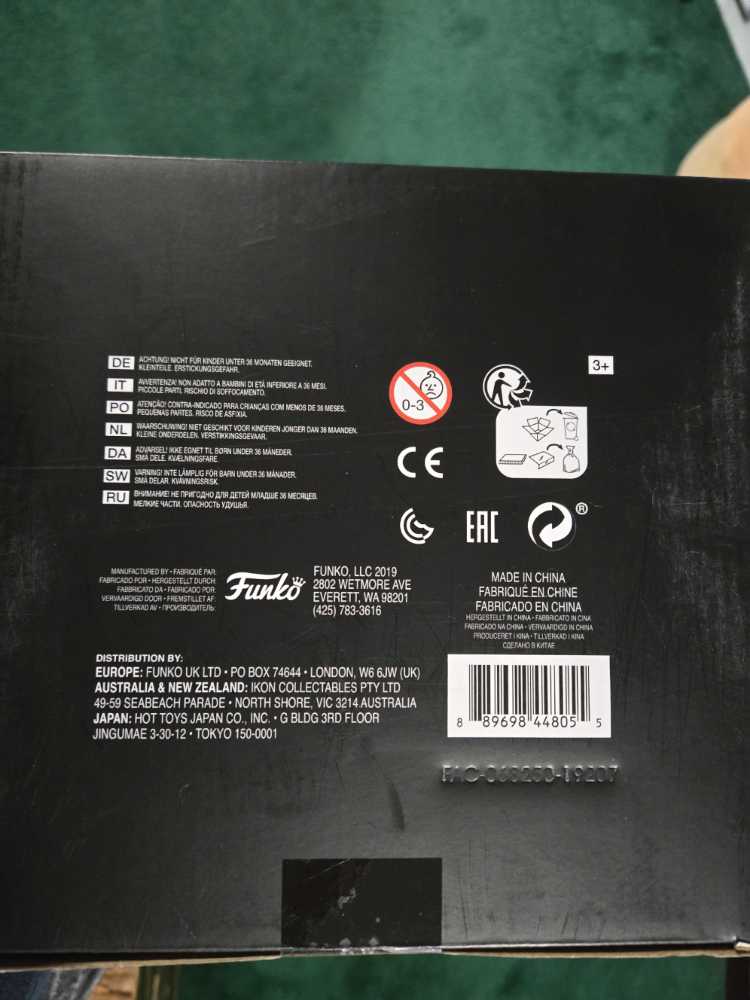 DE ACHTUNG! NICHT FÜR KINDER UNTER 36 MONATEN GEEIGNET.
KLEINTEILE. ERSTICKUNGSGEFAHR.
IT AVVERTENZA! NON ADATTO A BAMBINI DI ETÀ INFERIORE A 36 MESI.
PICCOLE PARTI. RISCHIO DI SOFFOCAMENTO.
PO ATENÇÃO! CONTRA-INDICADO PARA CRIANÇAS COM MENOS DE 36 MESES.
PEQUENAS PARTES. RISCO DE ASFIXIA.
NL WAARSCHUWING! NIET GESCHIKT VOOR KINDEREN JONGER DAN 36 MAANDEN.
KLEINE ONDERDELEN. VERSTIKKINGSGEVAAR.
DA ADVARSEL! IKKE EGNET TIL BØRN UNDER 36 MÅNEDER.
SMÅ DELE. KVÆLNINGSFARE.
SW VARNING! INTE LÄMPLIG FÖR BARN UNDER 36 MÅNADER.
SMÅ DELAR. KVÄVNINGSRISK.
RU ВНИМАНИЕ! НЕ ПРИГОДНО ДЛЯ ДЕТЕЙ МЛАДШЕ 36 МЕСЯЦЕВ.
МЕЛКИЕ ЧАСТИ. ОПАСНОСТЬ УДУШЬЯ.
0-3
3+
CE
EAC
®
MANUFACTURED BY • FABRIQUÉ PAR
FABRICADO POR • HERGESTELLT DURCH:
FABBRICATO DA • FABRICADO POR:
VERVAARDIGD DOOR • FREMSTILLET AF:
TILLVERKAD AV • ПРОИЗВОДИТЕЛЬ:
Funko
FUNKO, LLC 2019
2802 WETMORE AVE
EVERETT, WA 98201
(425) 783-3616
MADE IN CHINA
FABRIQUÉ EN CHINE
FABRICADO EN CHINA
HERGESTELLT IN CHINA • FABBRICATO IN CINA
FABRICADO NA CHINA • VERVAARDIGD IN CHINA
PRODUCERET I KINA • TILLVERKAD I KINA
СДЕЛАНО В КИТАЕ
DISTRIBUTION BY:
EUROPE: FUNKO UK LTD • PO BOX 74644 • LONDON, W6 6JW (UK)
AUSTRALIA & NEW ZEALAND: IKON COLLECTABLES PTY LTD
49-59 SEABEACH PARADE • NORTH SHORE, VIC 3214 AUSTRALIA
JAPAN: HOT TOYS JAPAN CO., INC. • G BLDG 3RD FLOOR
JINGUMAE 3-30-12 • TOKYO 150-0001
8 89698 44805 5
FAC-068250-19207